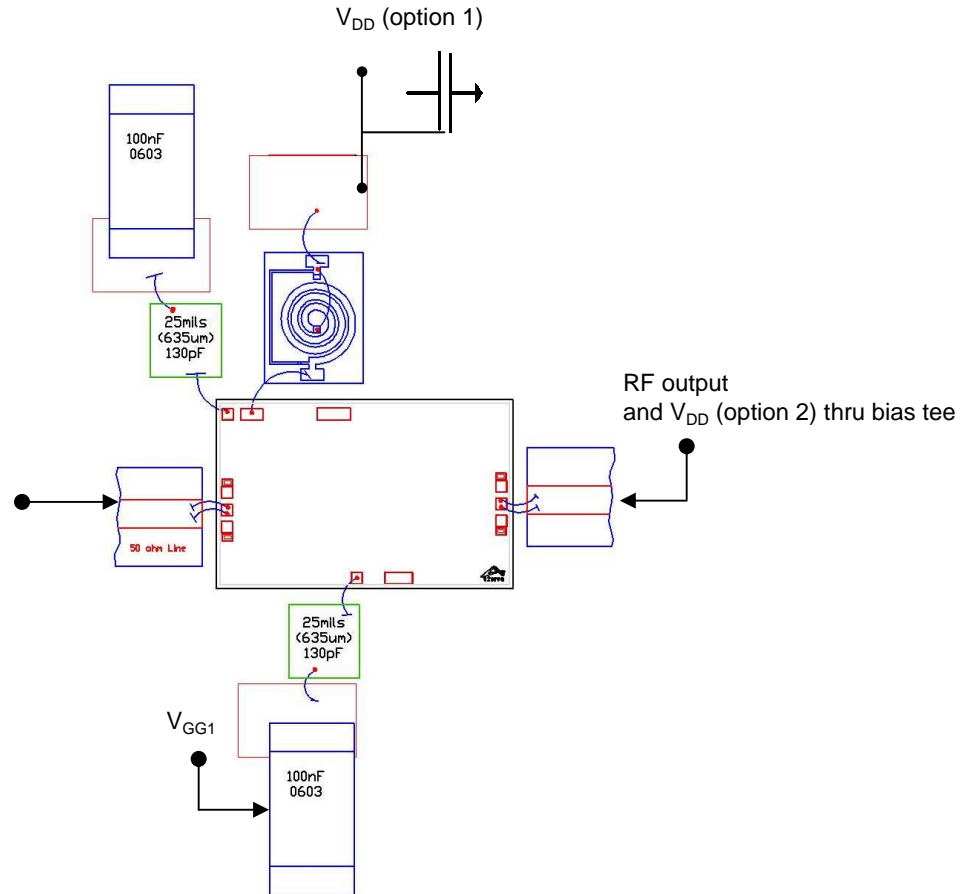 V_DD (option 1)
100nF
0603
25mils
(635um)
130pF
RF output
and V_DD (option 2) thru bias tee
50 ohm Line
25mils
(635um)
130pF
V_GG1
100nF
0603